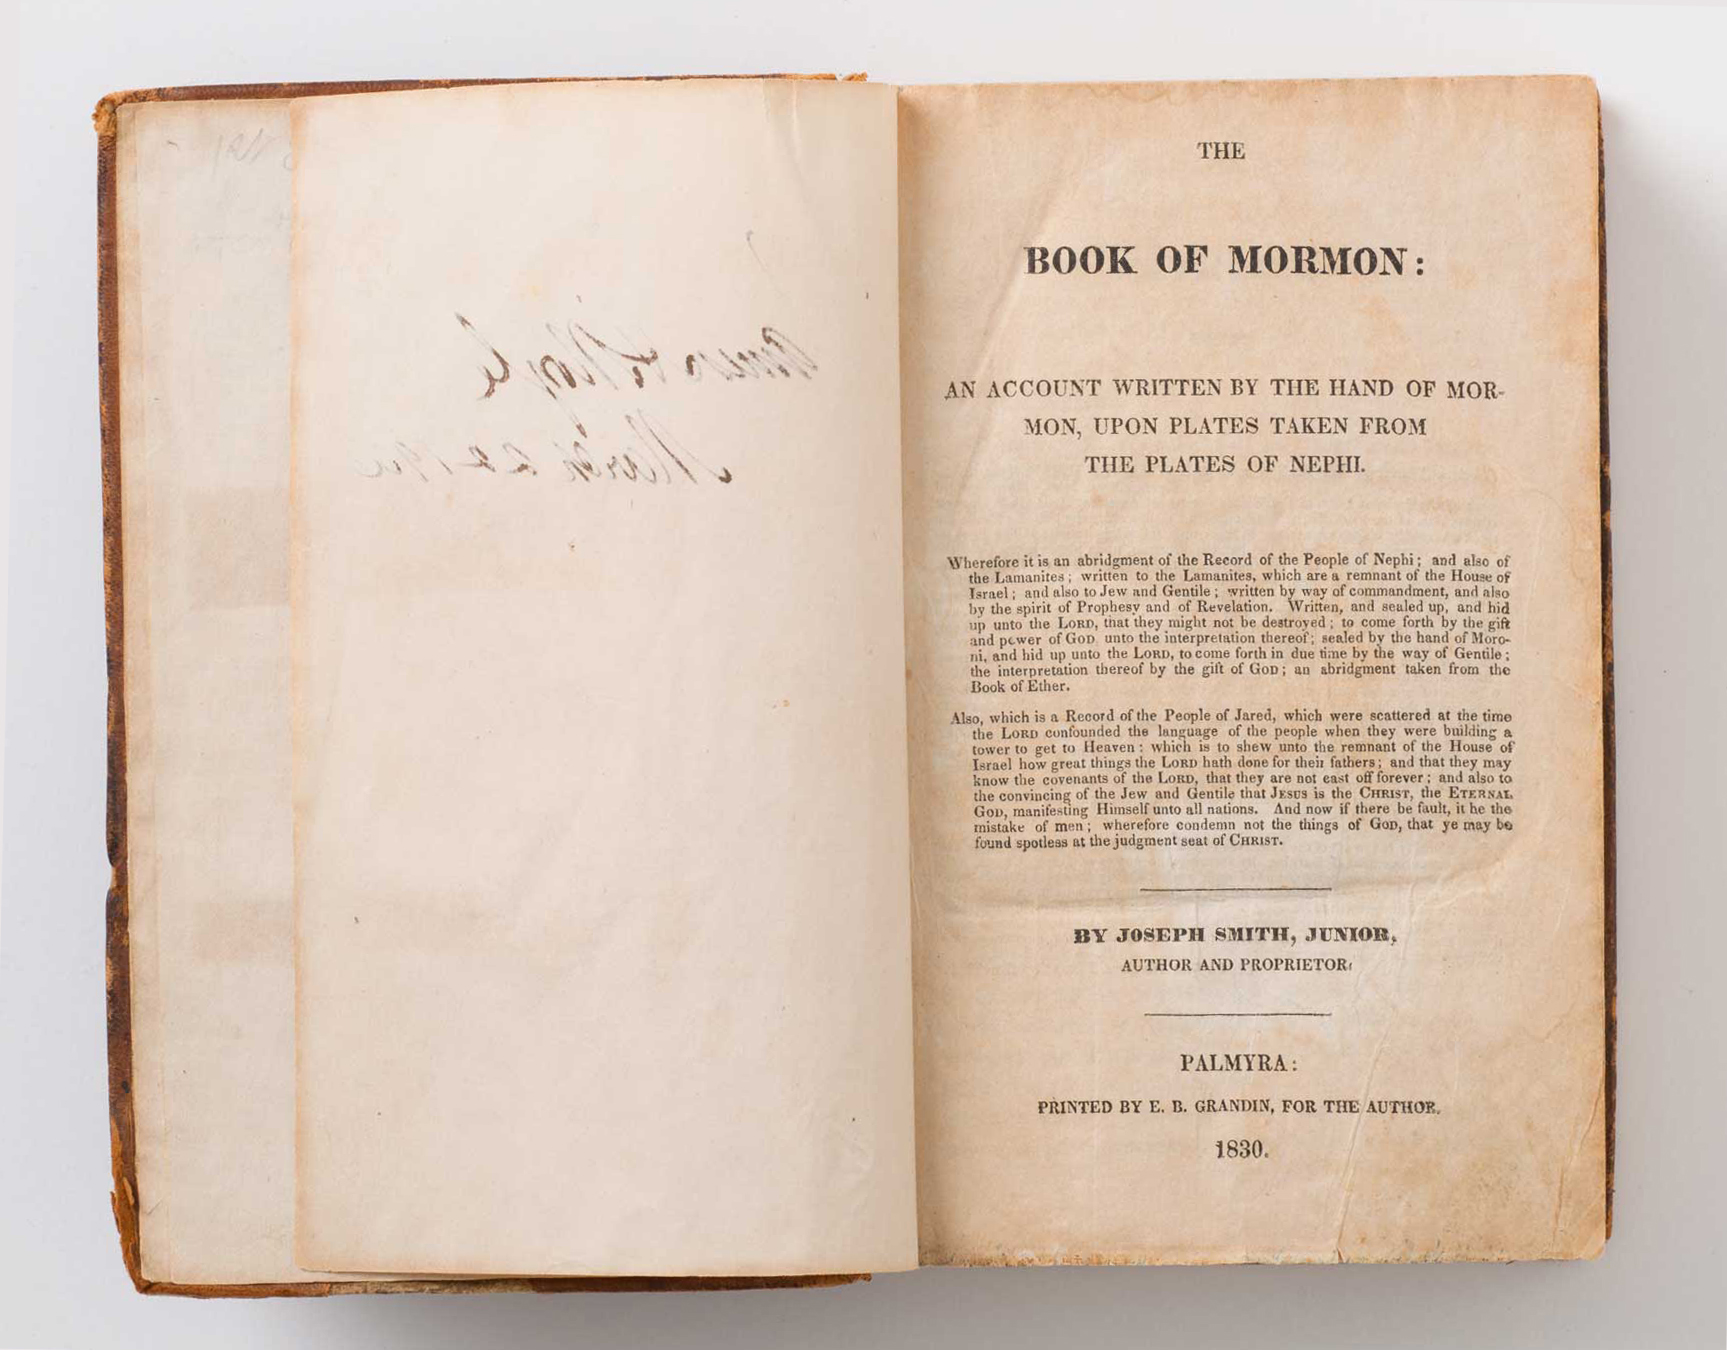 THE
BOOK OF MORMON:
AN ACCOUNT WRITTEN BY THE HAND OF MOR-
MON, UPON PLATES TAKEN FROM
THE PLATES OF NEPHI.
Wherefore it is an abridgment of the Record of the People of Nephi; and also of
the Lamanites; written to the Lamanites, which are a remnant of the House of
Israel; and also to Jew and Gentile; written by way of commandment, and also
by the spirit of Prophesy and of Revelation. Written, and sealed up, and hid
up unto the LORD, that they might not be destroyed; to come forth by the gift
and power of GOD unto the interpretation thereof; sealed by the hand of Moro-
ni, and hid up unto the LORD, to come forth in due time by the way of Gentile;
the interpretation thereof by the gift of GOD; an abridgment taken from the
Book of Ether.
Also, which is a Record of the People of Jared, which were scattered at the time
the LORD confounded the language of the people when they were building a
tower to get to Heaven: which is to shew unto the remnant of the House of
Israel how great things the LORD hath done for their fathers; and that they may
know the covenants of the LORD, that they are not cast off forever; and also to
the convincing of the Jew and Gentile that JESUS is the CHRIST, the ETERNAL
GOD, manifesting Himself unto all nations. And now if there be fault, it be the
mistake of men; wherefore condemn not the things of GOD, that ye may be
found spotless at the judgment seat of CHRIST.
BY JOSEPH SMITH, JUNIOR,
AUTHOR AND PROPRIETOR.
PALMYRA:
PRINTED BY E. B. GRANDIN, FOR THE AUTHOR.
1830.